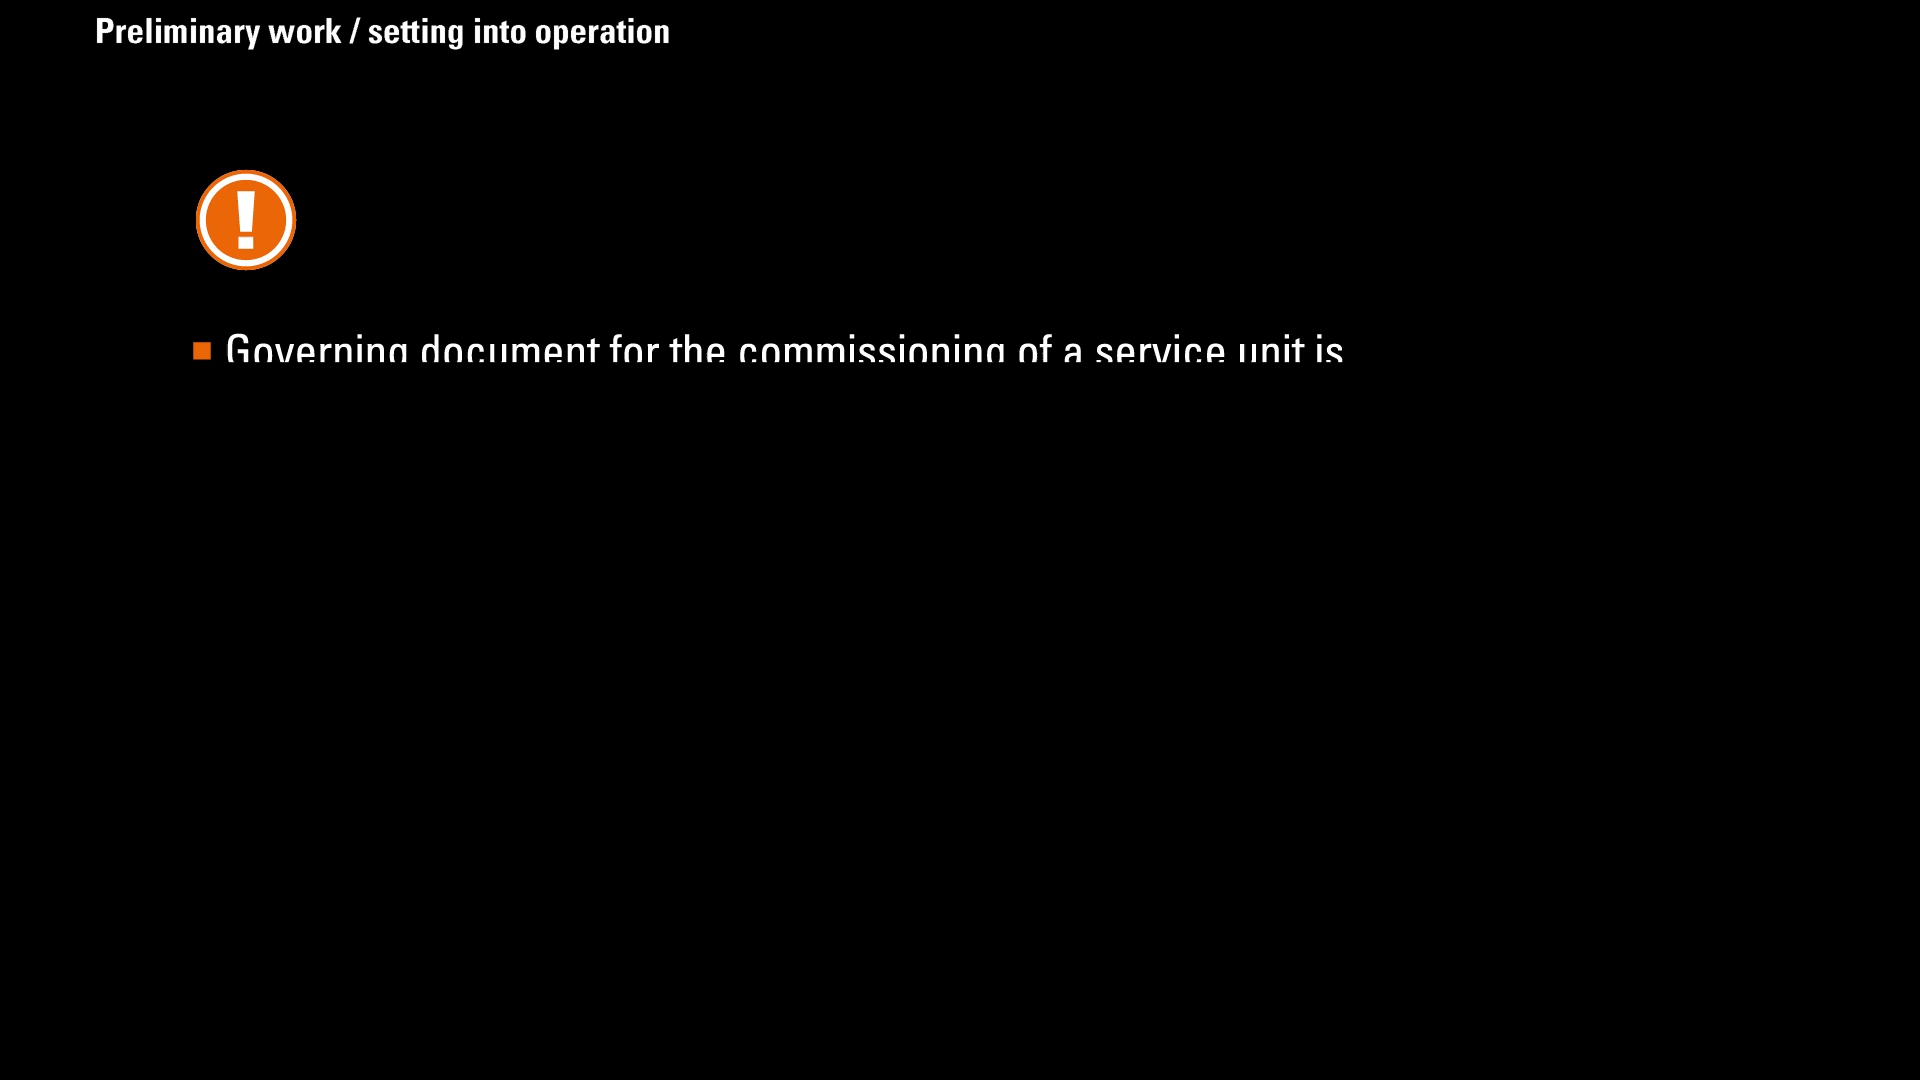 Preliminary work / setting into operation
Governing document for the commissioning of a service unit is